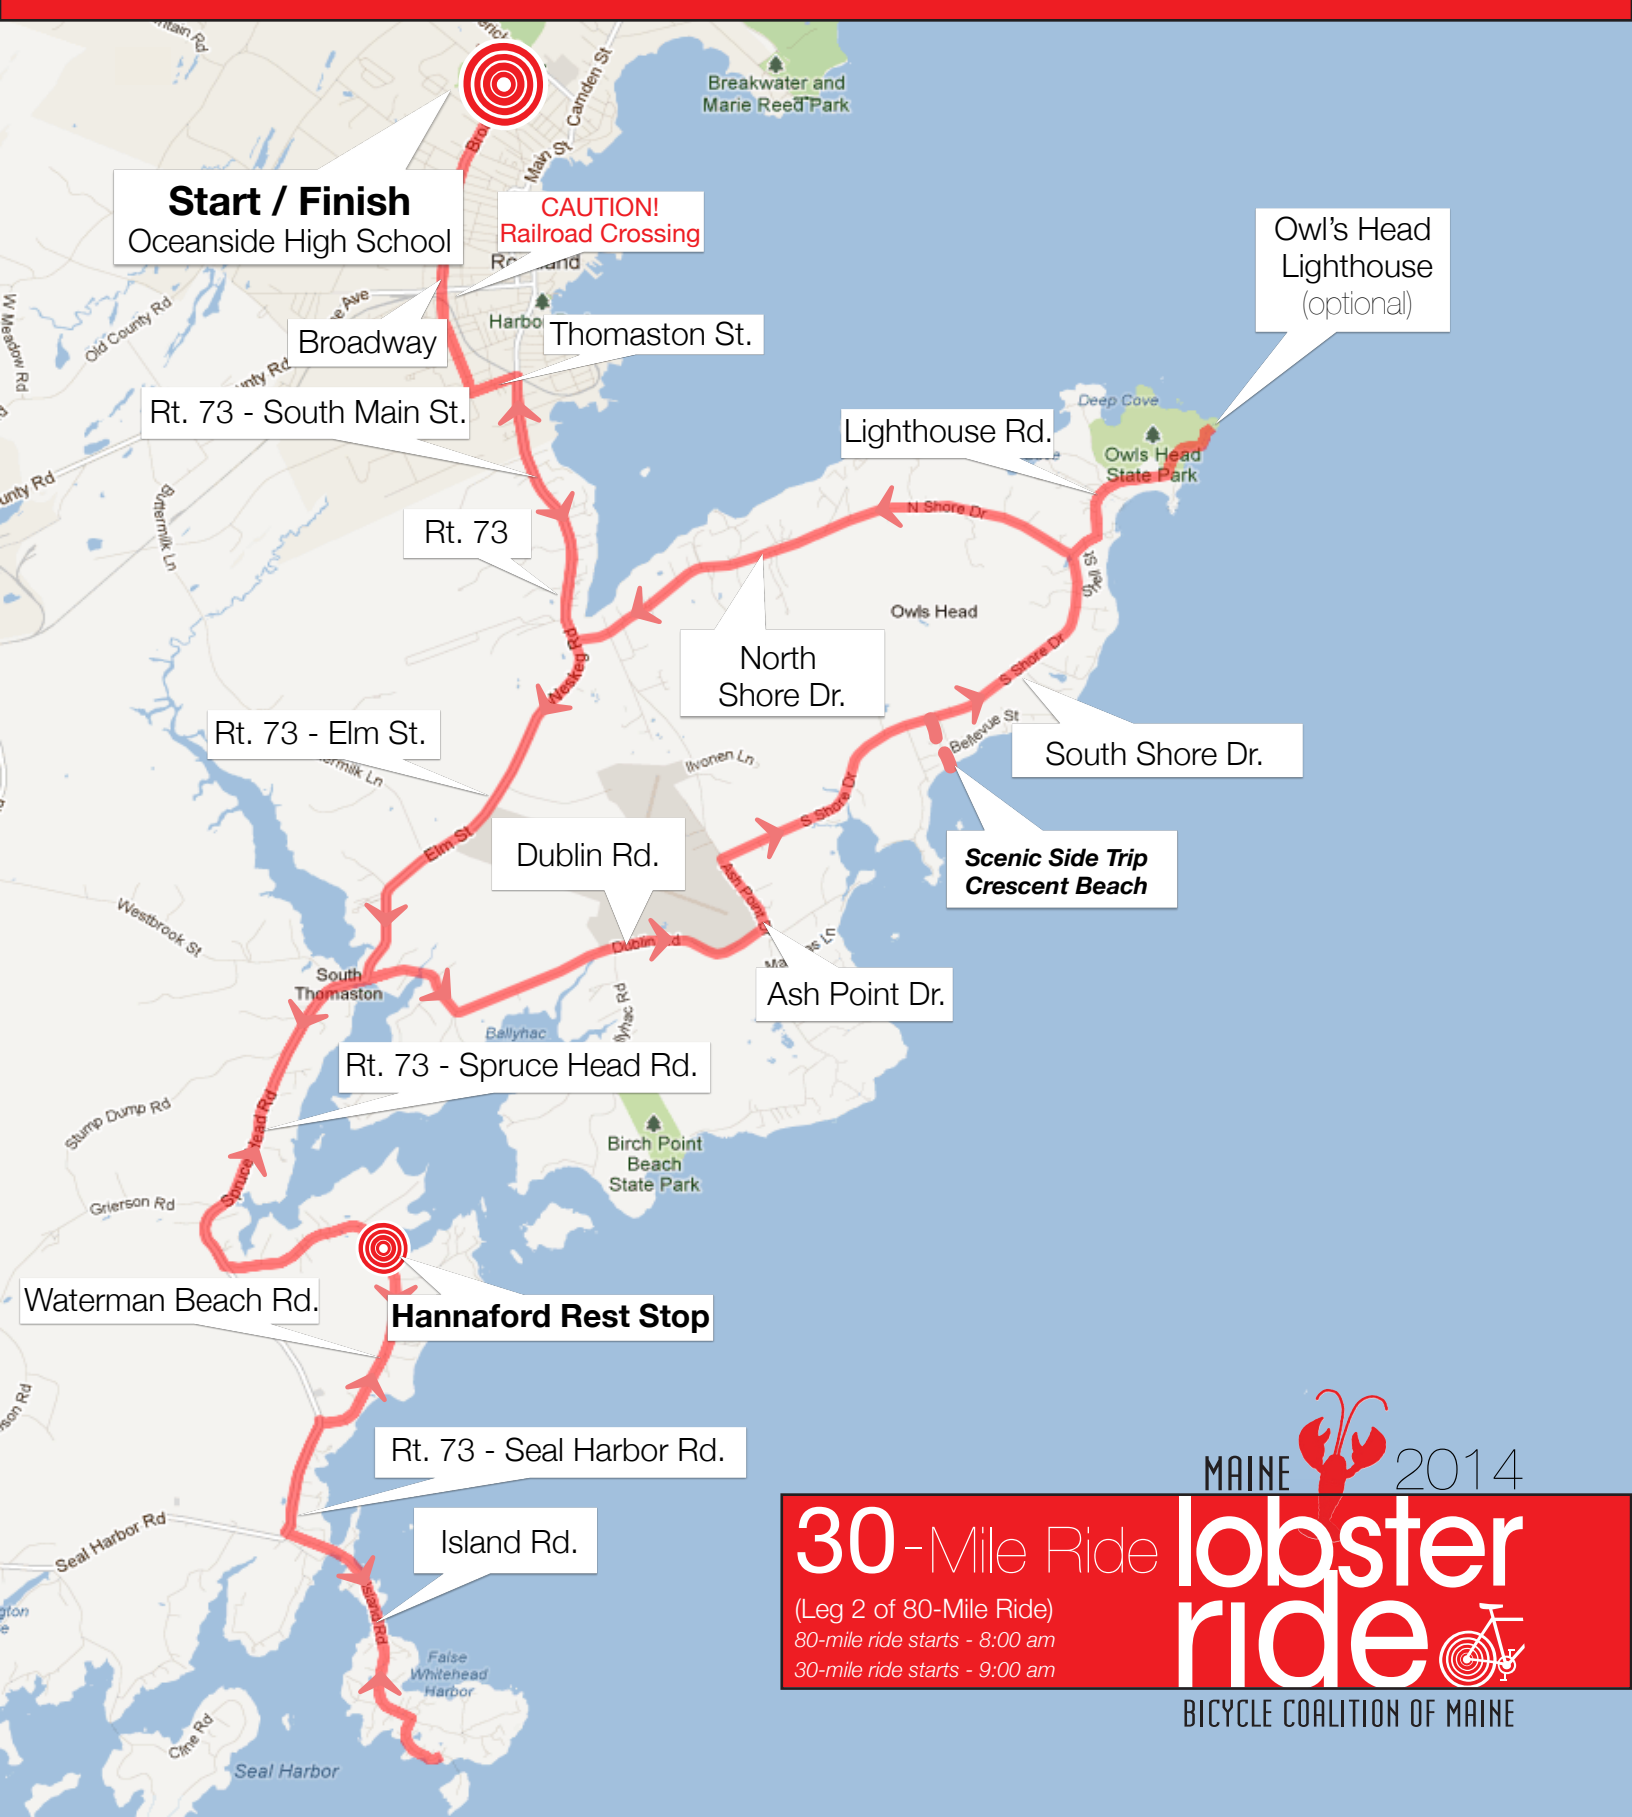 Camden St
Breakwater and
Marie Reed Park
Main St
Start / Finish
Oceanside High School
CAUTION!
Railroad Crossing
Owl's Head
Lighthouse
(optional)
W Meadow Rd
Old County Rd
Ave
Broadway
Thomaston St.
Rt. 73 - South Main St.
Deep Cove
Lighthouse Rd.
Owls Head
State Park
unty Rd
Buttermilk Ln
N Shore Dr
Rt. 73
Owls Head
North
Shore Dr.
Weskeg Rd
S Shore Dr
Rt. 73 - Elm St.
Bellevue St
South Shore Dr.
Ilvonen Ln
S Shore Dr
Elm St
Dublin Rd.
Scenic Side Trip
Crescent Beach
Ash Point Dr
Westbrook St
South
Thomaston
Ash Point Dr.
Ballyhac
Rt. 73 - Spruce Head Rd.
Stump Dump Rd
Birch Point
Beach
State Park
Grierson Rd
Waterman Beach Rd.
Hannaford Rest Stop
Rt. 73 - Seal Harbor Rd.
Seal Harbor Rd
Island Rd.
Island Rd
False
Whitehead
Harbor
Cline Rd
Seal Harbor
MAINE 2014
lobster
ride
30-Mile Ride
(Leg 2 of 80-Mile Ride)
80-mile ride starts - 8:00 am
30-mile ride starts - 9:00 am
BICYCLE COALITION OF MAINE